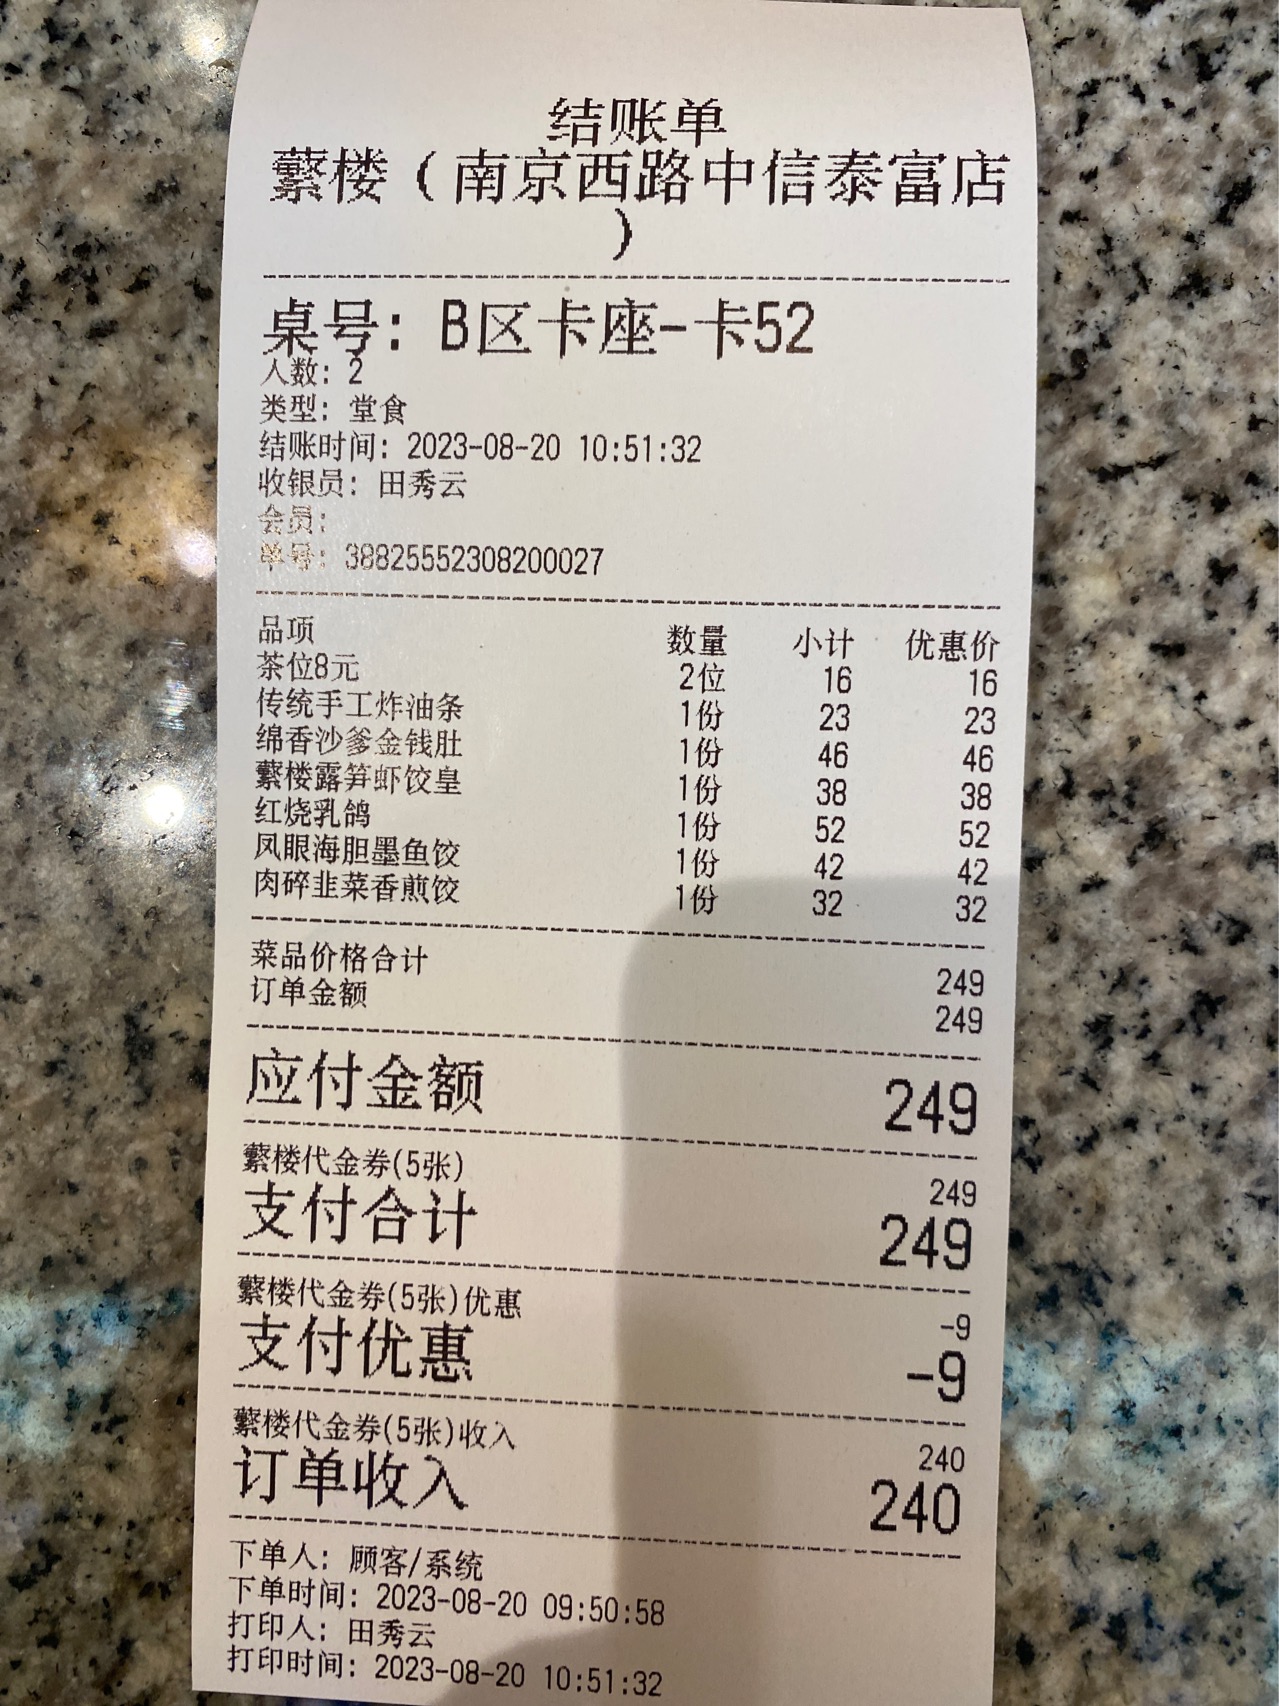 结账单
蘩楼（南京西路中信泰富店
）
桌号: B区卡座-卡52
人数: 2
类型: 堂食
结账时间: 2023-08-20 10:51:32
收银员: 田秀云
会员:
单号: 38825552308200027
品项 数量 小计 优惠价
茶位8元 2位 16 16
传统手工炸油条 1份 23 23
绵香沙爹金钱肚 1份 46 46
蘩楼露笋虾饺皇 1份 38 38
红烧乳鸽 1份 52 52
凤眼海胆墨鱼饺 1份 42 42
肉碎韭菜香煎饺 1份 32 32
菜品价格合计 249
订单金额 249
应付金额 249
蘩楼代金券(5张) 249
支付合计 249
蘩楼代金券(5张)优惠 -9
支付优惠 -9
蘩楼代金券(5张)收入 240
订单收入 240
下单人: 顾客/系统
下单时间: 2023-08-20 09:50:58
打印人: 田秀云
打印时间: 2023-08-20 10:51:32